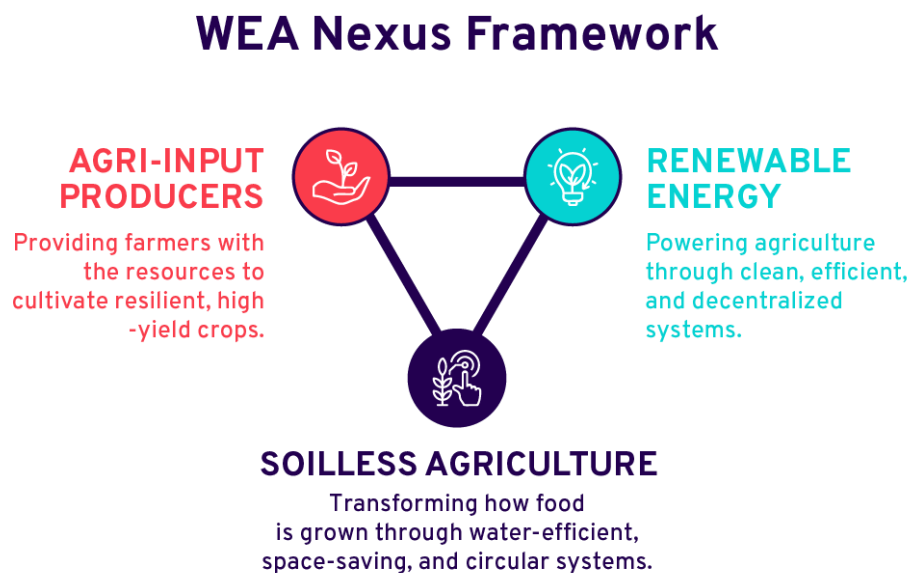 WEA Nexus Framework
AGRI-INPUT
PRODUCERS
Providing farmers with
the resources to
cultivate resilient, high
-yield crops.
RENEWABLE
ENERGY
Powering agriculture
through clean, efficient,
and decentralized
systems.
SOILLESS AGRICULTURE
Transforming how food
is grown through water-efficient,
space-saving, and circular systems.